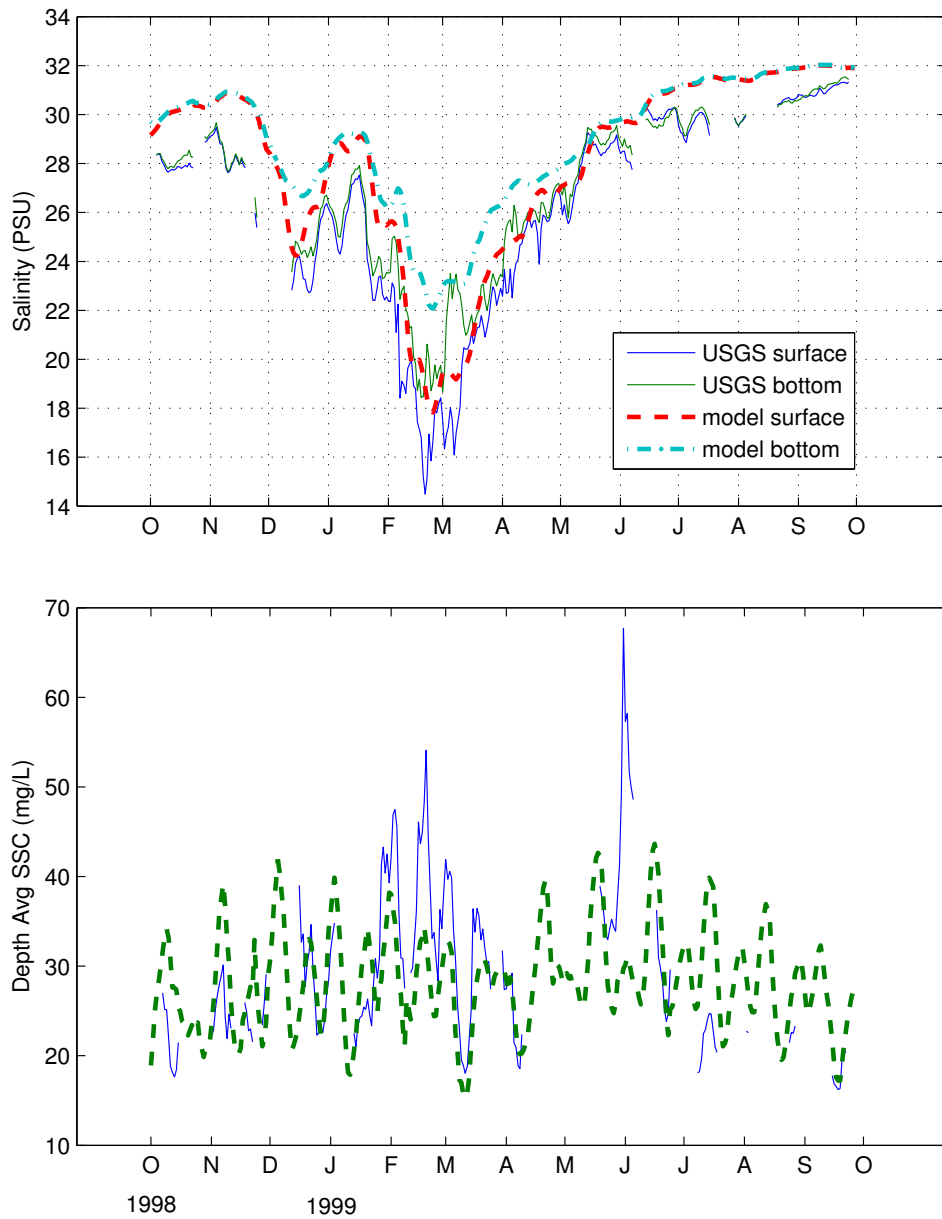 34
32
30
28
26
24
22
20
18
16
14
Salinity (PSU)
USGS surface
USGS bottom
model surface
model bottom
O N D J F M A M J J A S O
70
60
50
40
30
20
10
Depth Avg SSC (mg/L)
O N D J F M A M J J A S O
1998 1999